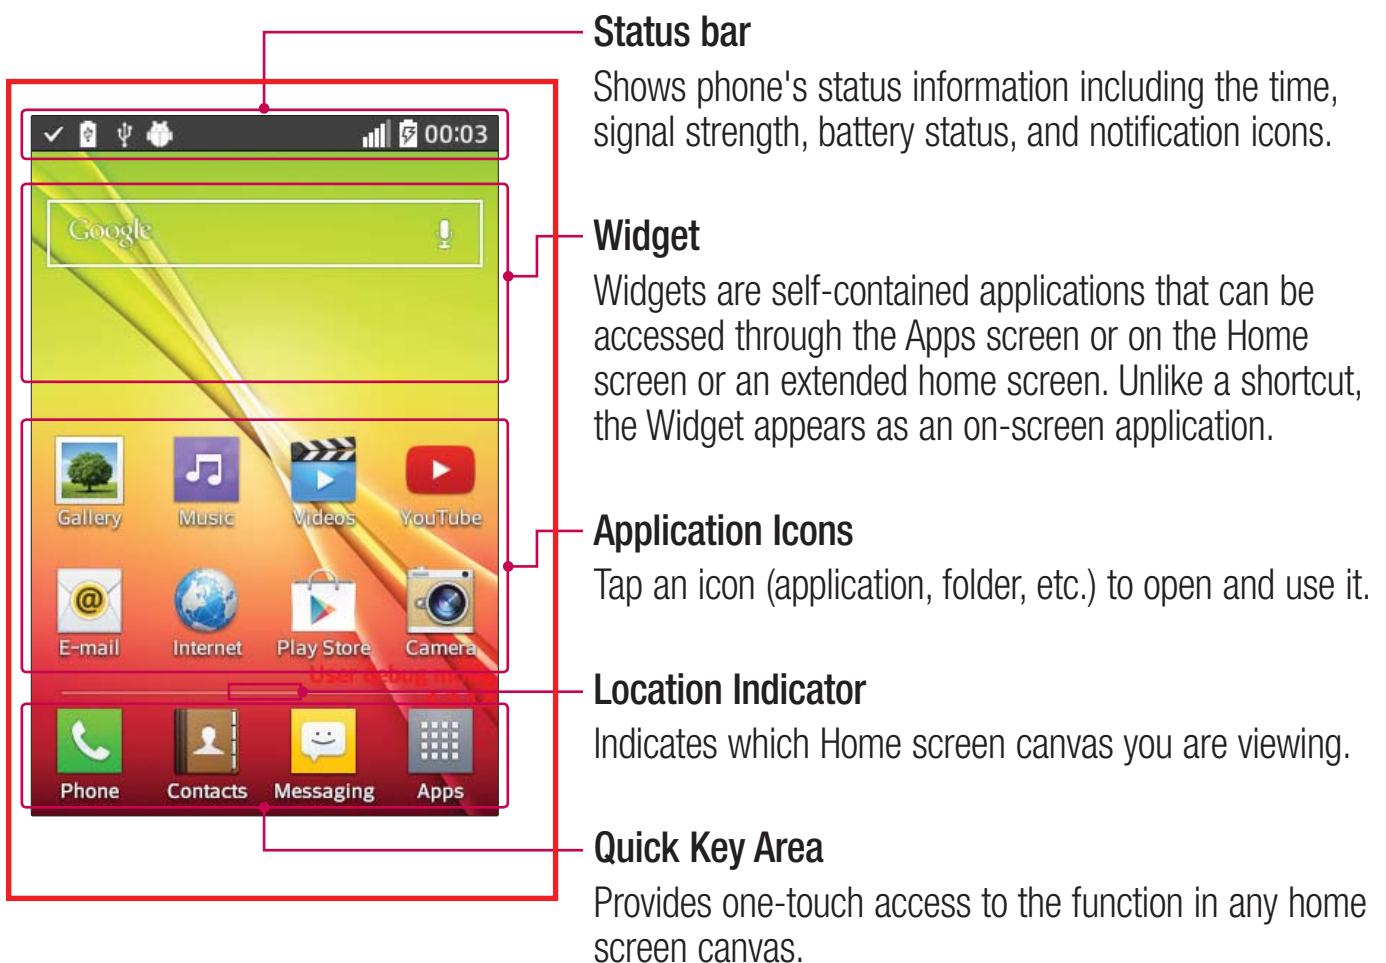 Status bar
Shows phone's status information including the time,
signal strength, battery status, and notification icons.
00:03
Google
Widget
Widgets are self-contained applications that can be
accessed through the Apps screen or on the Home
screen or an extended home screen. Unlike a shortcut,
the Widget appears as an on-screen application.
Gallery Music Videos YouTube
Application Icons
Tap an icon (application, folder, etc.) to open and use it.
E-mail Internet Play Store Camera
User debug
Location Indicator
Indicates which Home screen canvas you are viewing.
Phone Contacts Messaging Apps
Quick Key Area
Provides one-touch access to the function in any home
screen canvas.